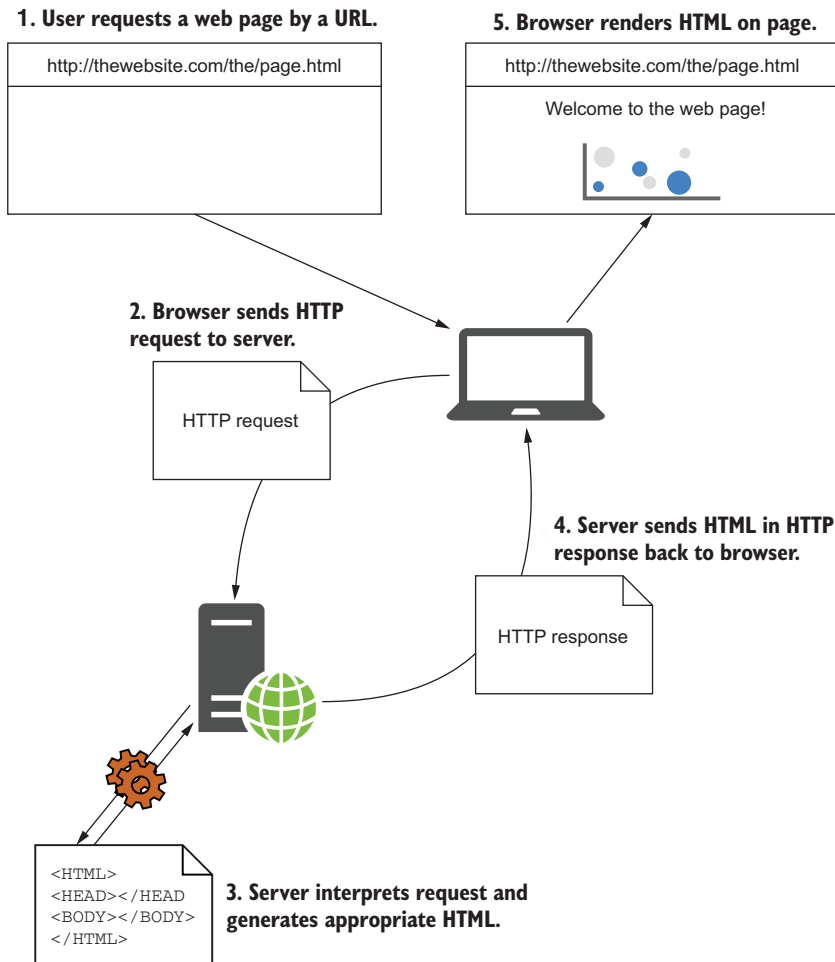 1. User requests a web page by a URL.
http://thewebsite.com/the/page.html
2. Browser sends HTTP
request to server.
HTTP request
<HTML>
<HEAD></HEAD
<BODY></BODY>
</HTML>
3. Server interprets request and
generates appropriate HTML.
4. Server sends HTML in HTTP
response back to browser.
HTTP response
5. Browser renders HTML on page.
http://thewebsite.com/the/page.html
Welcome to the web page!